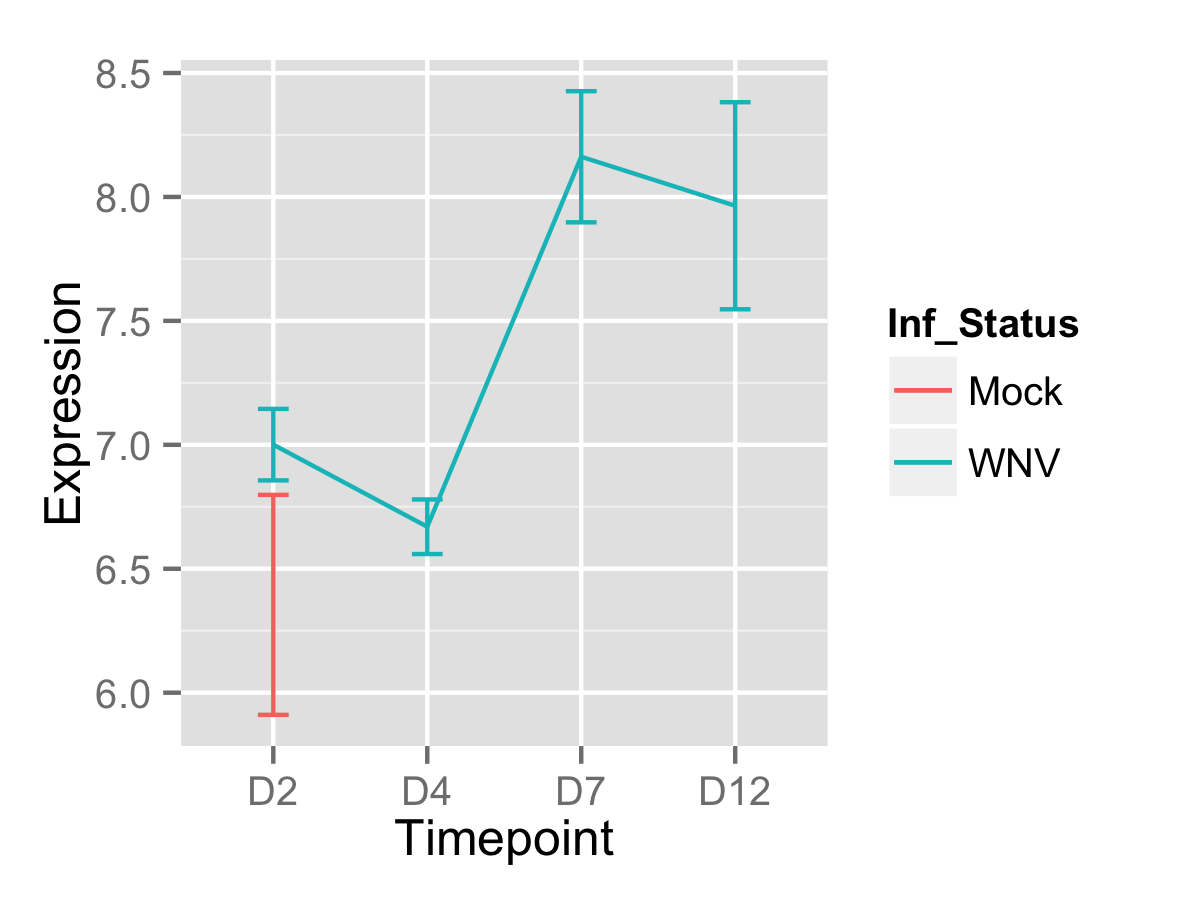 8.5
8.0
7.5
7.0
6.5
6.0
Expression
D2 D4 D7 D12
Timepoint
Inf_Status
Mock
WNV